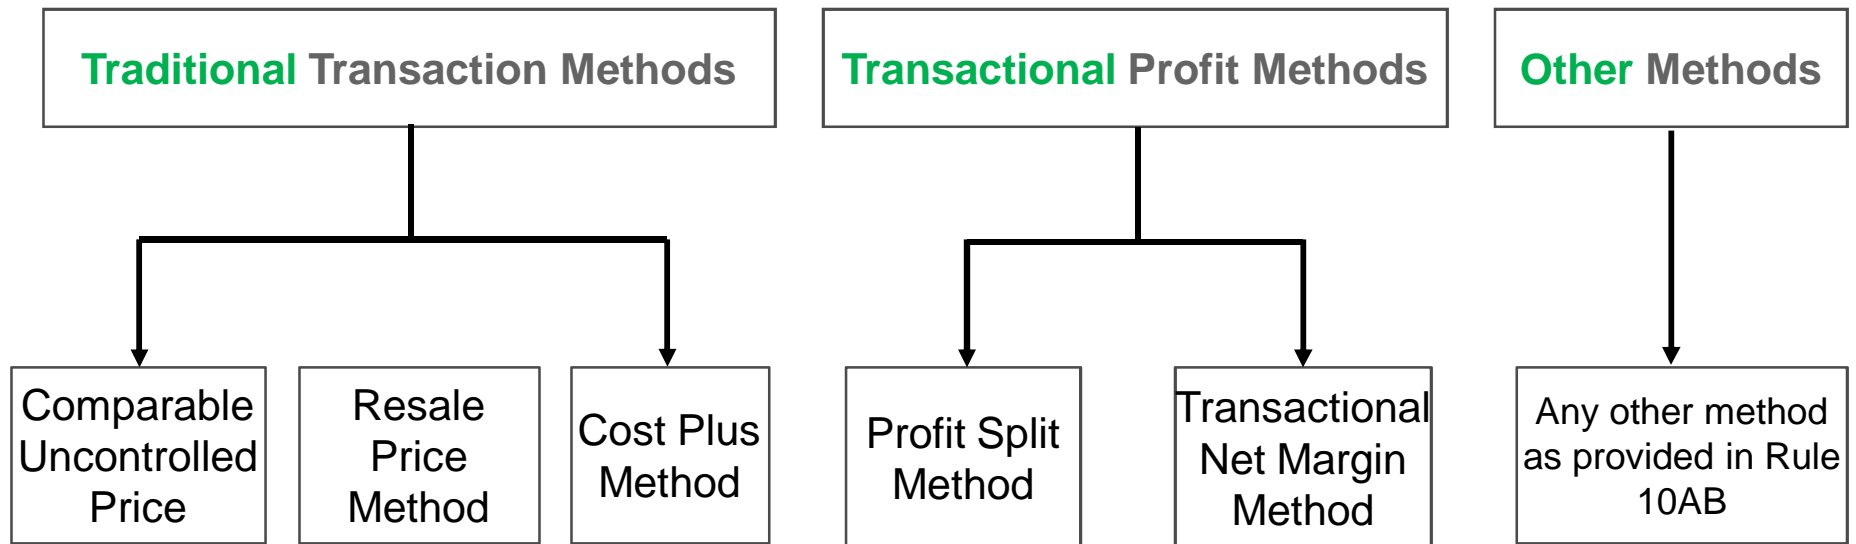 Traditional Transaction Methods
Transactional Profit Methods
Other Methods
Comparable
Uncontrolled
Price
Resale
Price
Method
Cost Plus
Method
Profit Split
Method
Transactional
Net Margin
Method
Any other method
as provided in Rule
10AB